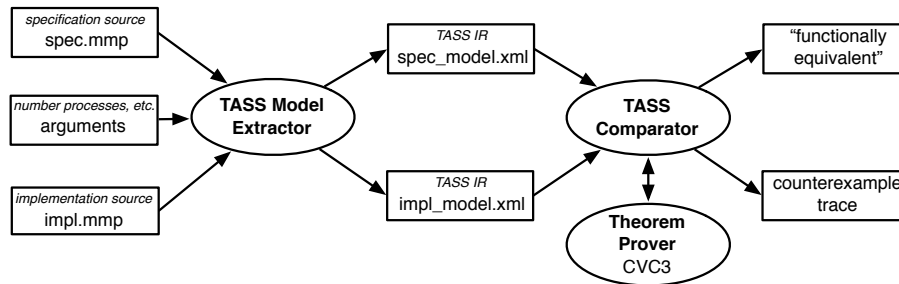 specification source
spec.mmp
number processes, etc.
arguments
implementation source
impl.mmp
TASS Model
Extractor
TASS IR
spec_model.xml
TASS IR
impl_model.xml
TASS
Comparator
Theorem
Prover
CVC3
“functionally
equivalent”
counterexample
trace